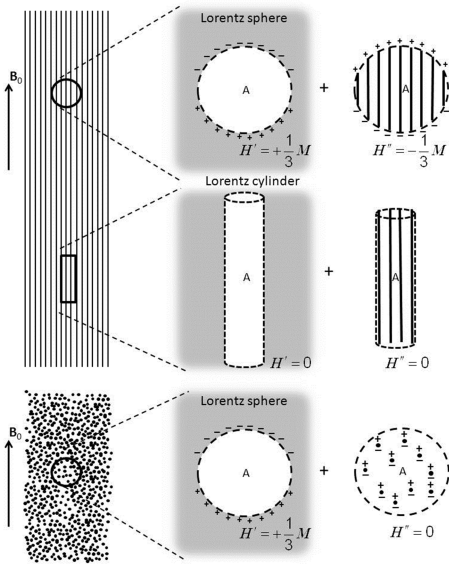 Lorentz sphere
B₀
A
+
A
H' = + 1/3 M
H'' = − 1/3 M
Lorentz cylinder
A
+
A
H' = 0
H'' = 0
Lorentz sphere
B₀
A
+
A
H' = + 1/3 M
H'' = 0